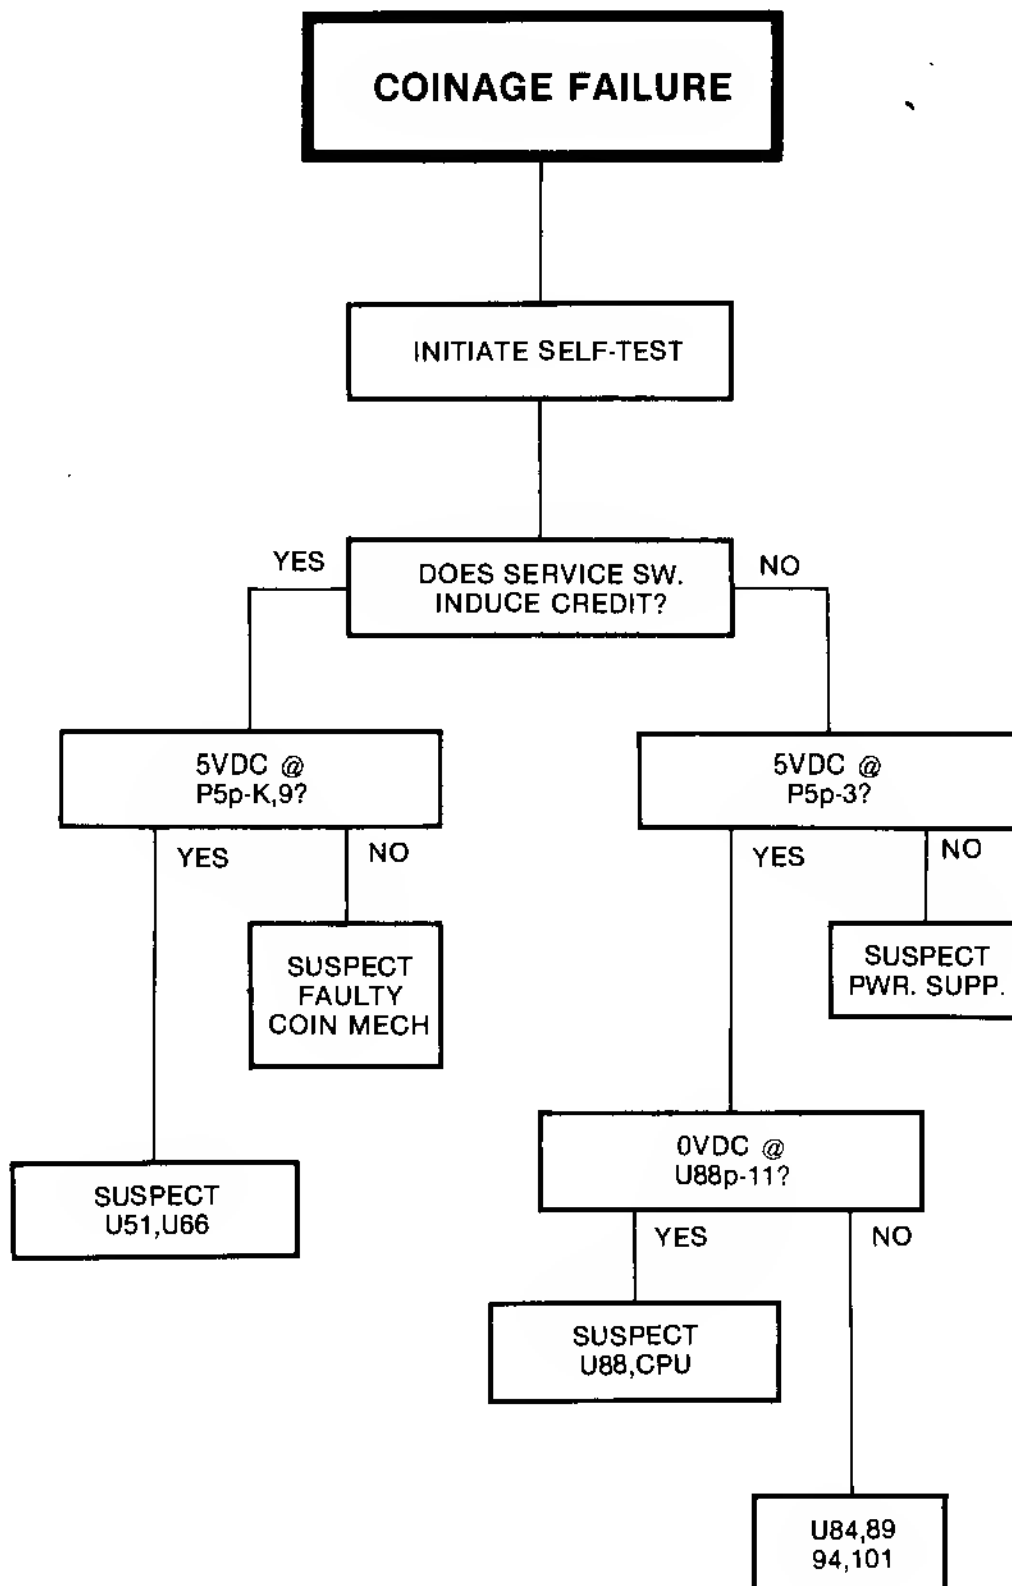 COINAGE FAILURE
INITIATE SELF-TEST
DOES SERVICE SW.
INDUCE CREDIT?
YES
NO
5VDC @
P5p-K,9?
5VDC @
P5p-3?
YES
NO
YES
NO
SUSPECT
FAULTY
COIN MECH
SUSPECT
PWR. SUPP.
0VDC @
U88p-11?
SUSPECT
U51,U66
YES
NO
SUSPECT
U88,CPU
U84,89
94,101